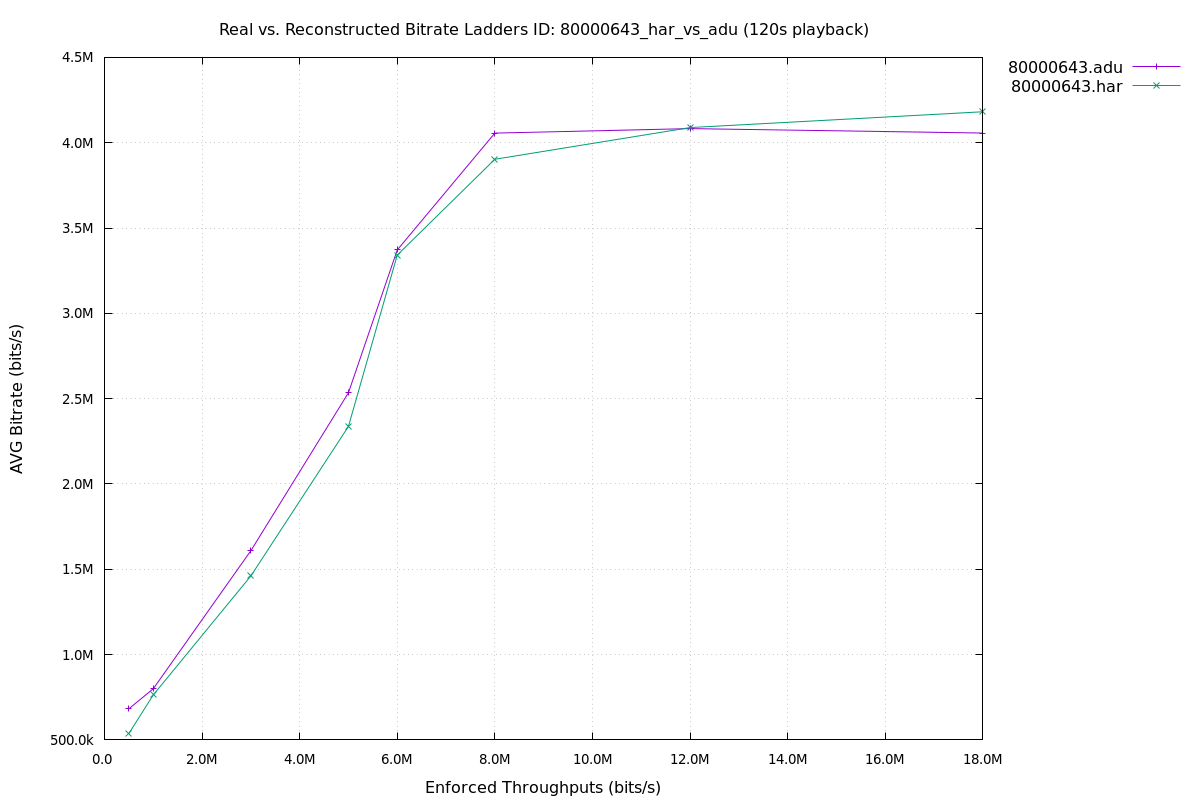 Real vs. Reconstructed Bitrate Ladders ID: 80000643_har_vs_adu (120s playback)
80000643.adu
80000643.har
4.5M
4.0M
3.5M
3.0M
2.5M
2.0M
1.5M
1.0M
500.0k
AVG Bitrate (bits/s)
0.0 2.0M 4.0M 6.0M 8.0M 10.0M 12.0M 14.0M 16.0M 18.0M
Enforced Throughputs (bits/s)